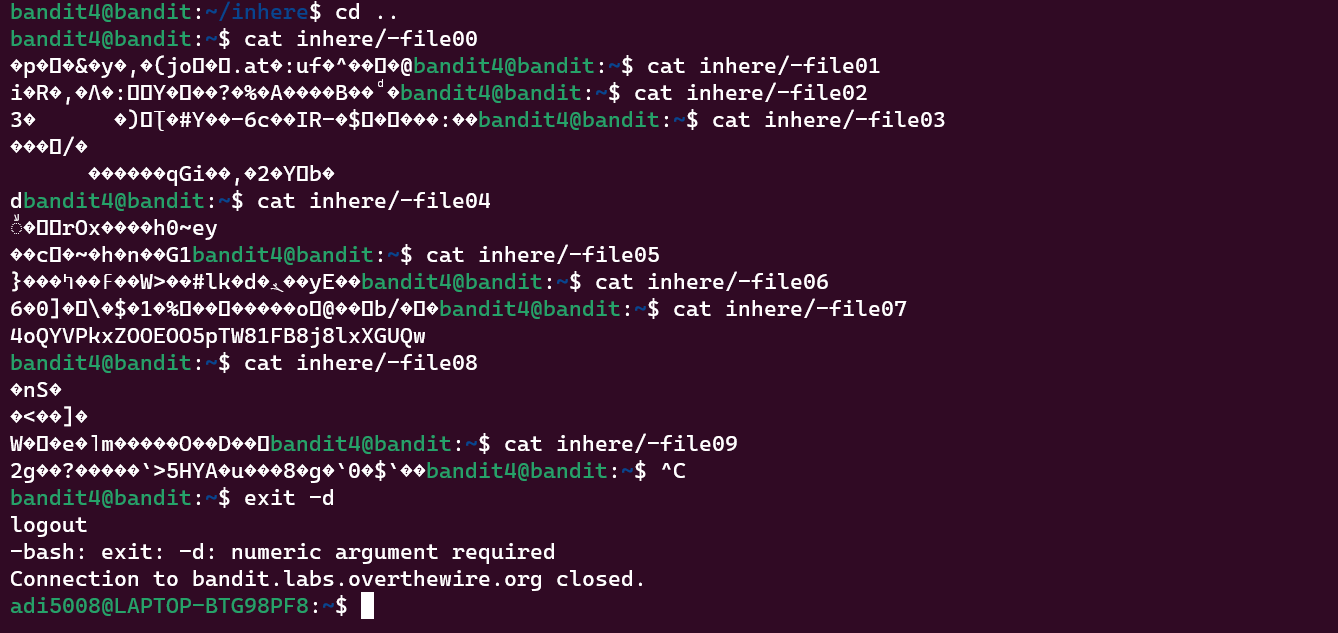 bandit4@bandit:~/inhere$ cd ..
bandit4@bandit:~$ cat inhere/-file00
�p�▯�&�y�,�(jo▯�▯.at�:uf�^��▯�@bandit4@bandit:~$ cat inhere/-file01
i�R�,�Λ�:▯▯Y�▯��?�%�A����B��ͩ�bandit4@bandit:~$ cat inhere/-file02
3�      �)▯Ʈ�#Y��-6c��IR-�$▯�▯���:��bandit4@bandit:~$ cat inhere/-file03
���▯/�
������qGi��,�2�Y▯b�
dbandit4@bandit:~$ cat inhere/-file04
�▯▯rOx����h0~ey
��c▯�~�h�n��G1bandit4@bandit:~$ cat inhere/-file05
}�����W>��#lk�d���yE��bandit4@bandit:~$ cat inhere/-file06
6�0]�▯\�$�1�%▯��▯�����o▯@��▯b/�▯�bandit4@bandit:~$ cat inhere/-file07
4oQYVPkxZOOEOO5pTW81FB8j8lxXGUQw
bandit4@bandit:~$ cat inhere/-file08
�nS�
�<��]�
W�▯�e�˥m�����O��D��▯bandit4@bandit:~$ cat inhere/-file09
2g��?�����‵>5HYA�u���8�g�‵0�$‵��bandit4@bandit:~$ ^C
bandit4@bandit:~$ exit -d
logout
-bash: exit: -d: numeric argument required
Connection to bandit.labs.overthewire.org closed.
adi5008@LAPTOP-BTG98PF8:~$